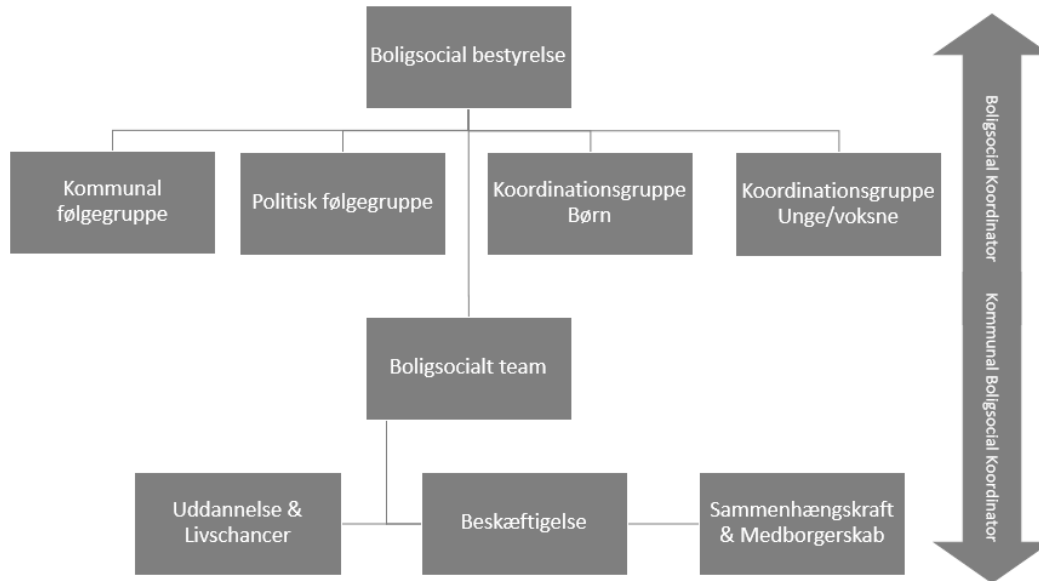 Boligsocial bestyrelse
Kommunal
følgegruppe
Politisk følgegruppe
Koordinationsgruppe
Børn
Koordinationsgruppe
Unge/voksne
Boligsocialt team
Uddannelse &
Livschancer
Beskæftigelse
Sammenhængskraft
& Medborgerskab
Boligsocial Koordinator
Kommunal Boligsocial Koordinator